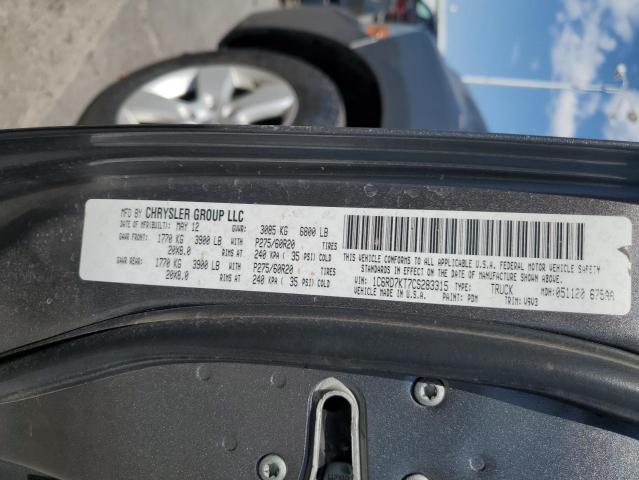 MFD BY CHRYSLER GROUP LLC
DATE OF MFR(BUILT): MAY 12 GVWR: 3085 KG 6800 LB
GAWR FRONT: 1770 KG 3900 LB WITH P275/60R20 TIRES
20X8.0 RIMS AT 240 KPA ( 35 PSI) COLD
GAWR REAR: 1770 KG 3900 LB WITH P275/60R20 TIRES
20X8.0 RIMS AT 240 KPA ( 35 PSI) COLD
THIS VEHICLE CONFORMS TO ALL APPLICABLE U.S.A. FEDERAL MOTOR VEHICLE SAFETY STANDARDS IN EFFECT ON THE DATE OF MANUFACTURE SHOWN ABOVE.
VIN: 1C6RD7KT7CS283315 TYPE: TRUCK MDH:051120 6759A
MADE IN U.S.A. PAINT: PDM TRIM: V9V3